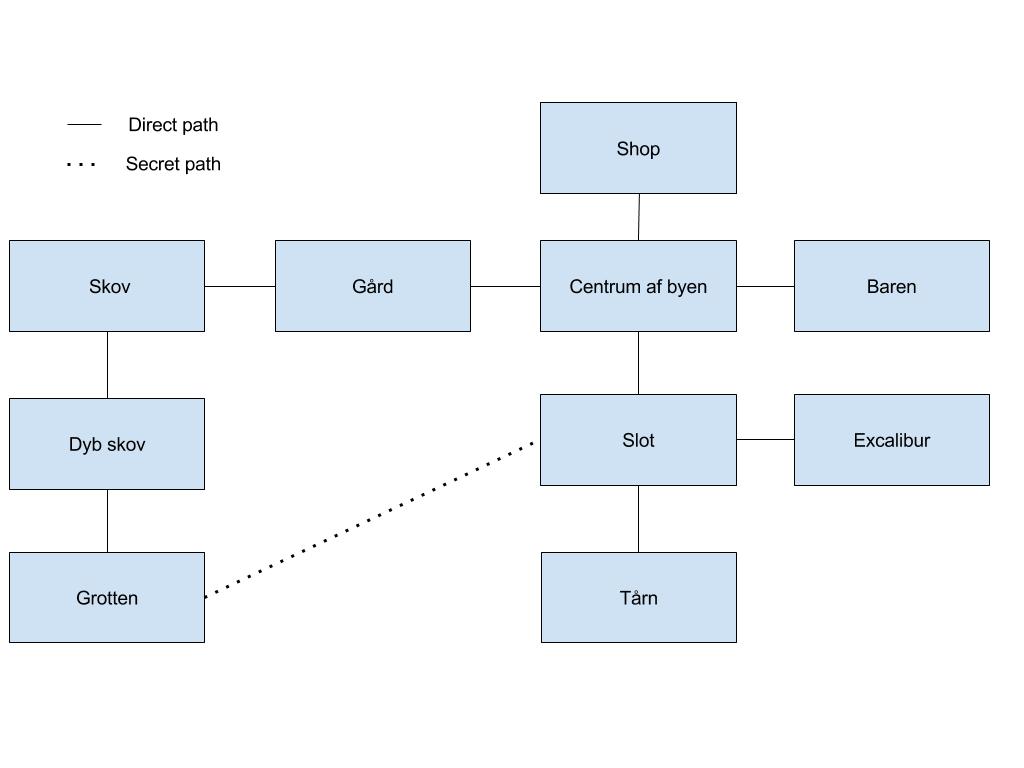 Direct path
Secret path
Shop
Skov
Gård
Centrum af byen
Baren
Dyb skov
Slot
Excalibur
Grotten
Tårn